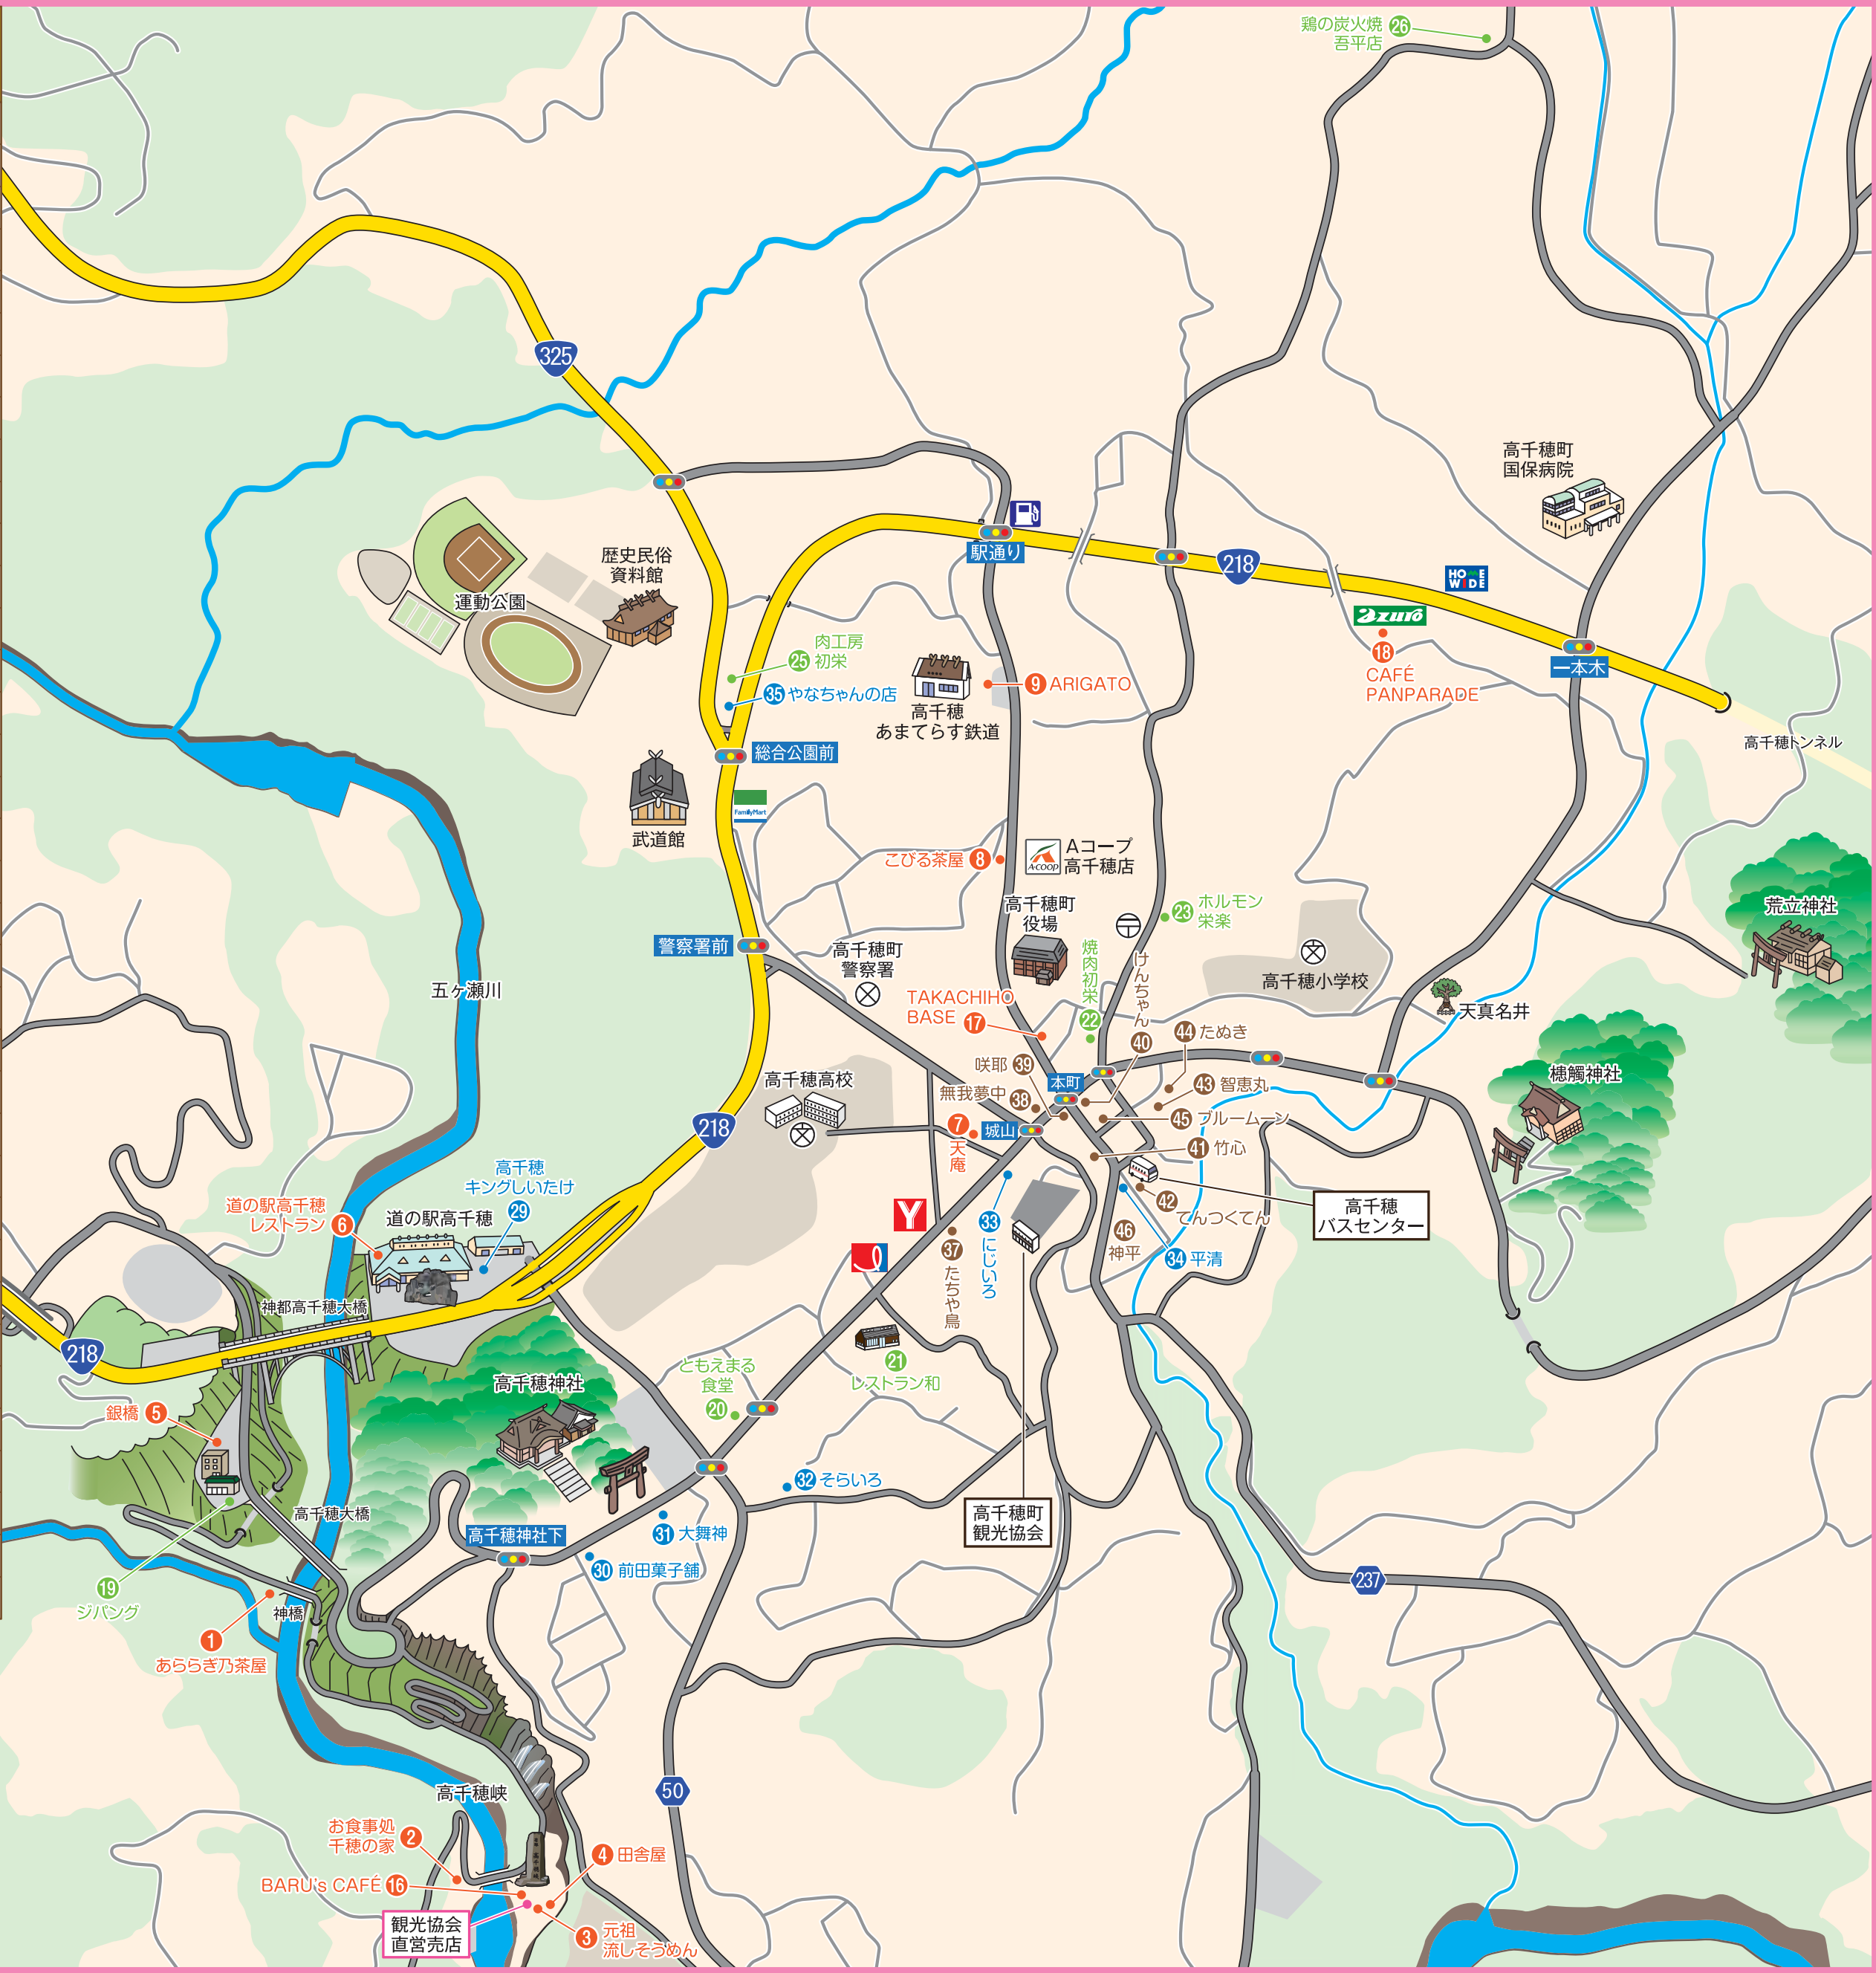 鶏の炭火焼
吾平店
26
325
高千穂町
国保病院
駅通り
218
HOME
WIDE
azuro
18
CAFÉ
PANPARADE
一本木
高千穂トンネル
運動公園
歴史民俗
資料館
肉工房
初栄
25
35 やなちゃんの店
高千穂
あまてらす鉄道
9 ARIGATO
総合公園前
武道館
FamilyMart
こびる茶屋 8
A-COOP
Aコープ
高千穂店
高千穂町
役場
23 ホルモン
栄楽
荒立神社
警察署前
高千穂町
警察署
焼肉初栄
22
けんちゃん
40
高千穂小学校
天真名井
五ヶ瀬川
TAKACHIHO
BASE 17
44 たぬき
咲耶 39
本町
43 智恵丸
槵觸神社
高千穂高校
無我夢中 38
45 ブルームーン
7
天庵
城山
41 竹心
218
高千穂
キングしいたけ
29
道の駅高千穂
レストラン 6
道の駅高千穂
42
てんつくてん
高千穂
バスセンター
Y
33
にじいろ
37
たちや鳥
46
神平
34 平清
神都高千穂大橋
218
21
レストラン和
ともえまる
食堂
20
高千穂神社
銀橋 5
32 そらいろ
高千穂大橋
高千穂神社下
31 大舞神
高千穂町
観光協会
30 前田菓子舗
19
ジパング
神橋
237
1
あららぎ乃茶屋
50
高千穂峡
お食事処
千穂の家 2
4 田舎屋
高千穂峡
BARU's CAFÉ 16
観光協会
直営売店
3 元祖
流しそうめん